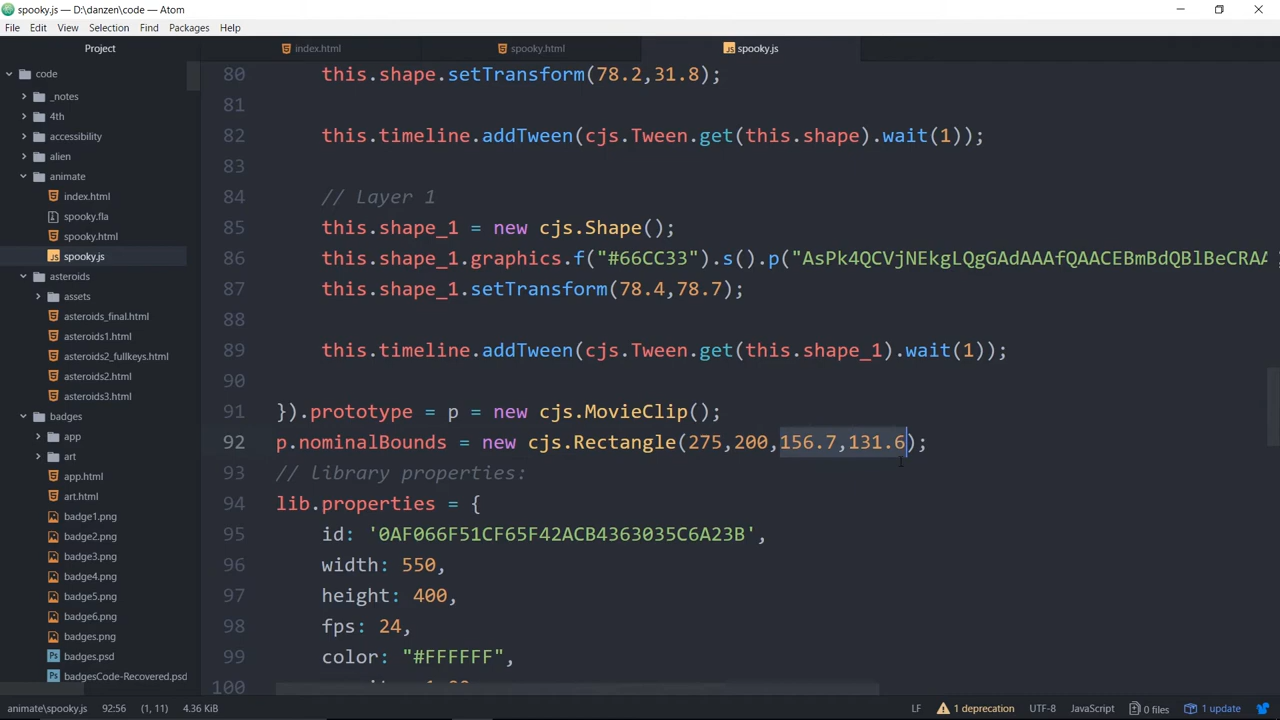 spooky.js — D:\danzen\code — Atom
File Edit View Selection Find Packages Help
Project
index.html
spooky.html
spooky.js
code
_notes
4th
accessibility
alien
animate
index.html
spooky.fla
spooky.html
spooky.js
asteroids
assets
asteroids_final.html
asteroids1.html
asteroids2_fullkeys.html
asteroids2.html
asteroids3.html
badges
app
art
app.html
art.html
badge1.png
badge2.png
badge3.png
badge4.png
badge5.png
badge6.png
badges.png
badges.psd
badgesCode-Recovered.psd
80 this.shape.setTransform(78.2,31.8);
81
82 this.timeline.addTween(cjs.Tween.get(this.shape).wait(1));
83
84 // Layer 1
85 this.shape_1 = new cjs.Shape();
86 this.shape_1.graphics.f("#66CC33").s().p("AsPk4QCVjNEkgLQgGAdAAAfQAACEBmBdQBlBeCRAA
87 this.shape_1.setTransform(78.4,78.7);
88
89 this.timeline.addTween(cjs.Tween.get(this.shape_1).wait(1));
90
91 }).prototype = p = new cjs.MovieClip();
92 p.nominalBounds = new cjs.Rectangle(275,200,156.7,131.6);
93 // library properties:
94 lib.properties = {
95 id: '0AF066F51CF65F42ACB4363035C6A23B',
96 width: 550,
97 height: 400,
98 fps: 24,
99 color: "#FFFFFF",
100
animate\spooky.js 92:56 (1, 11) 4.36 KiB LF 1 deprecation UTF-8 JavaScript 0 files 1 update